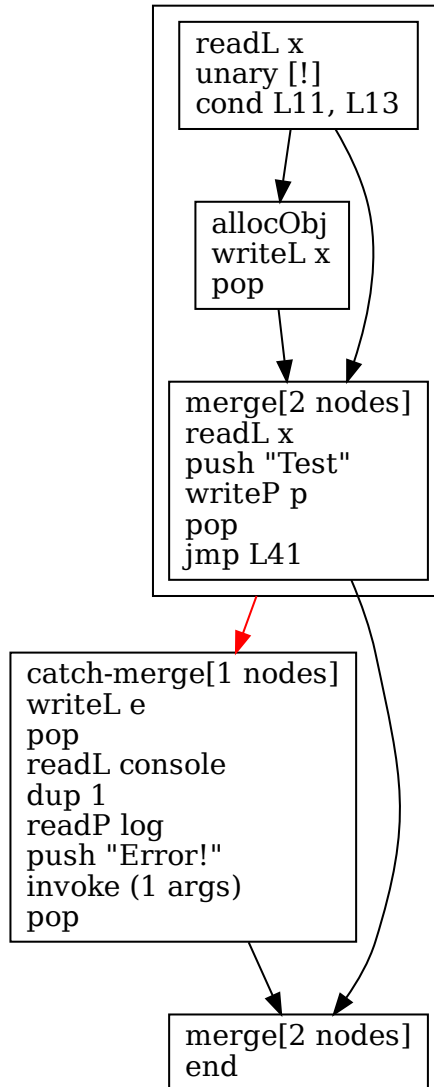 readL x
unary [!]
cond L11, L13
allocObj
writeL x
pop
merge[2 nodes]
readL x
push "Test"
writeP p
pop
jmp L41
catch-merge[1 nodes]
writeL e
pop
readL console
dup 1
readP log
push "Error!"
invoke (1 args)
pop
merge[2 nodes]
end